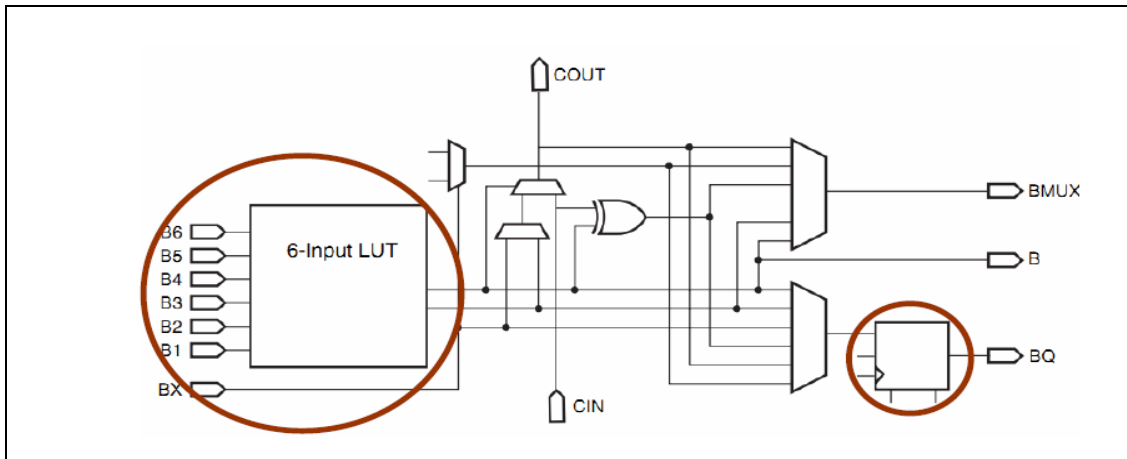 COUT
BMUX
B6
6-Input LUT
B5
B
B4
B3
B2
B1
BQ
BX
CIN